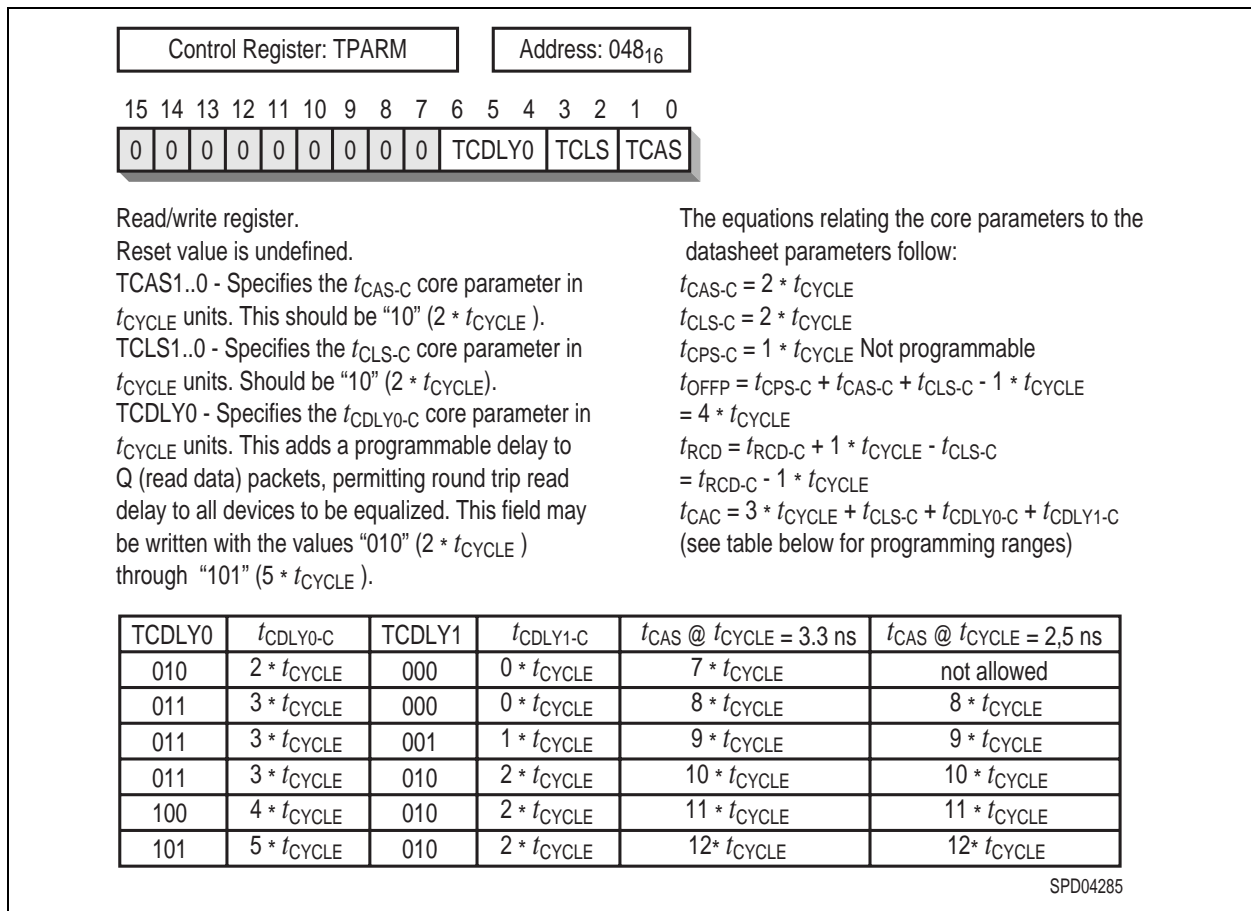 Control Register: TPARM
Address: 048₁₆
15 14 13 12 11 10 9 8 7 6 5 4 3 2 1 0
0 0 0 0 0 0 0 0 0 TCDLY0 TCLS TCAS
Read/write register.
Reset value is undefined.
TCAS1..0 - Specifies the tCAS-C core parameter in
tCYCLE units. This should be “10” (2 * tCYCLE ).
TCLS1..0 - Specifies the tCLS-C core parameter in
tCYCLE units. Should be “10” (2 * tCYCLE).
TCDLY0 - Specifies the tCDLY0-C core parameter in
tCYCLE units. This adds a programmable delay to
Q (read data) packets, permitting round trip read
delay to all devices to be equalized. This field may
be written with the values “010” (2 * tCYCLE )
through “101” (5 * tCYCLE ).
The equations relating the core parameters to the
datasheet parameters follow:
tCAS-C = 2 * tCYCLE
tCLS-C = 2 * tCYCLE
tCPS-C = 1 * tCYCLE Not programmable
tOFFP = tCPS-C + tCAS-C + tCLS-C - 1 * tCYCLE
= 4 * tCYCLE
tRCD = tRCD-C + 1 * tCYCLE - tCLS-C
= tRCD-C - 1 * tCYCLE
tCAC = 3 * tCYCLE + tCLS-C + tCDLY0-C + tCDLY1-C
(see table below for programming ranges)
TCDLY0 tCDLY0-C TCDLY1 tCDLY1-C tCAS @ tCYCLE = 3.3 ns tCAS @ tCYCLE = 2,5 ns
010 2 * tCYCLE 000 0 * tCYCLE 7 * tCYCLE not allowed
011 3 * tCYCLE 000 0 * tCYCLE 8 * tCYCLE 8 * tCYCLE
011 3 * tCYCLE 001 1 * tCYCLE 9 * tCYCLE 9 * tCYCLE
011 3 * tCYCLE 010 2 * tCYCLE 10 * tCYCLE 10 * tCYCLE
100 4 * tCYCLE 010 2 * tCYCLE 11 * tCYCLE 11 * tCYCLE
101 5 * tCYCLE 010 2 * tCYCLE 12* tCYCLE 12* tCYCLE
SPD04285